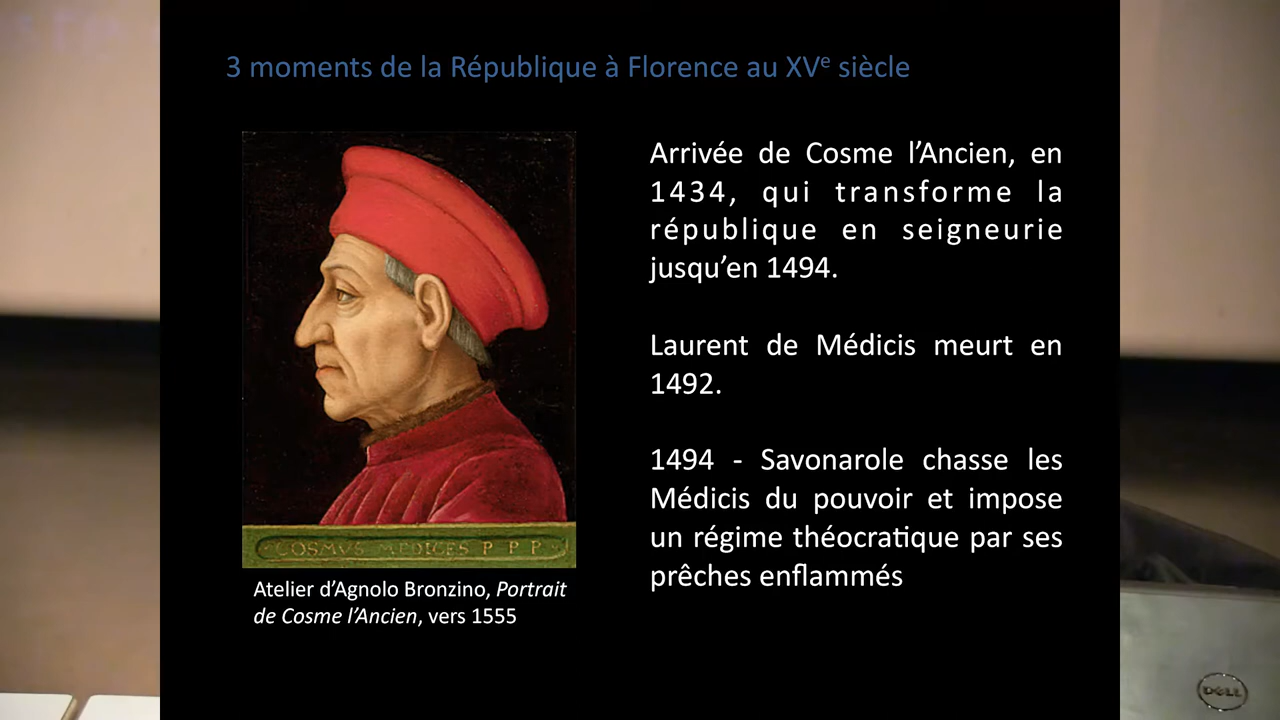 3 moments de la République à Florence au XVe siècle
Arrivée de Cosme l’Ancien, en
1434, qui transforme la
république en seigneurie
jusqu’en 1494.
Laurent de Médicis meurt en
1492.
1494 - Savonarole chasse les
Médicis du pouvoir et impose
un régime théocratique par ses
prêches enflammés
COSMVS MEDICES P P P
Atelier d’Agnolo Bronzino, Portrait
de Cosme l’Ancien, vers 1555
DELL